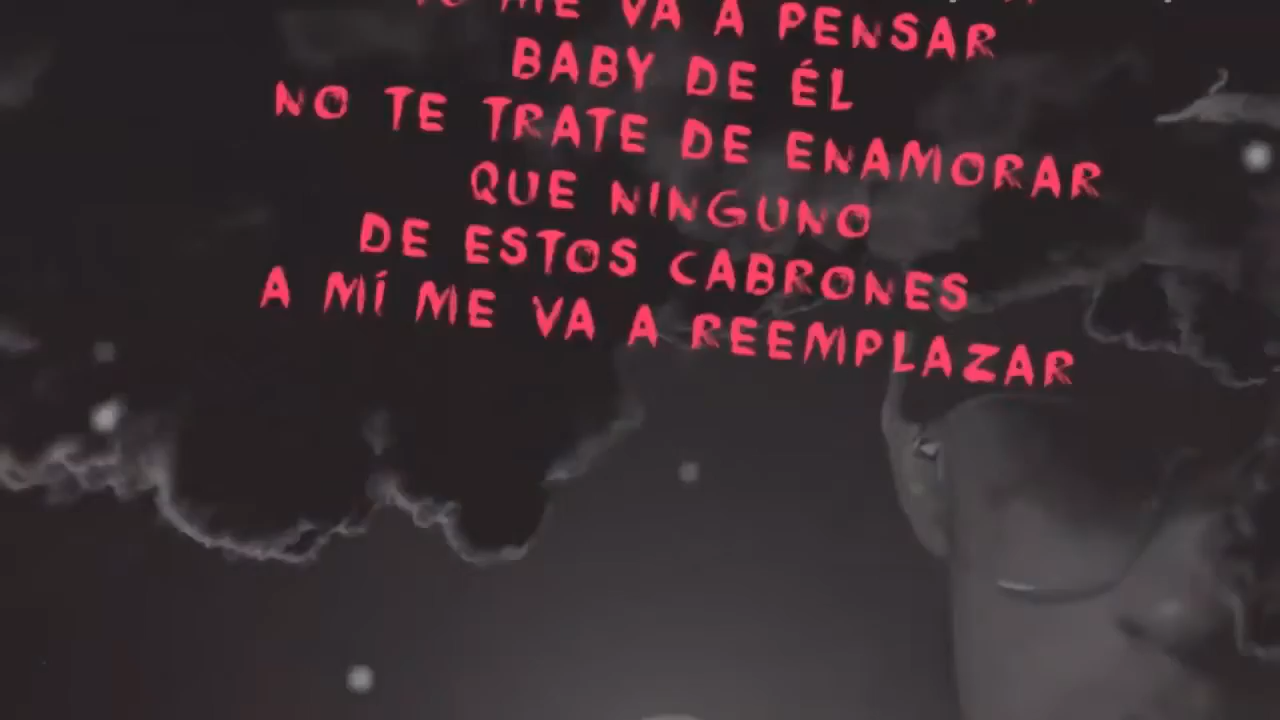 ME VA A PENSAR
BABY DE ÉL
NO TE TRATE DE ENAMORAR
QUE NINGUNO
DE ESTOS CABRONES
A MÍ ME VA A REEMPLAZAR